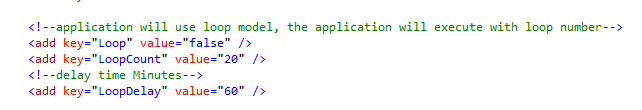 <!--application will use loop model, the application will execute with loop number-->
<add key="Loop" value="false" />
<add key="LoopCount" value="20" />
<!--delay time Minutes-->
<add key="LoopDelay" value="60" />